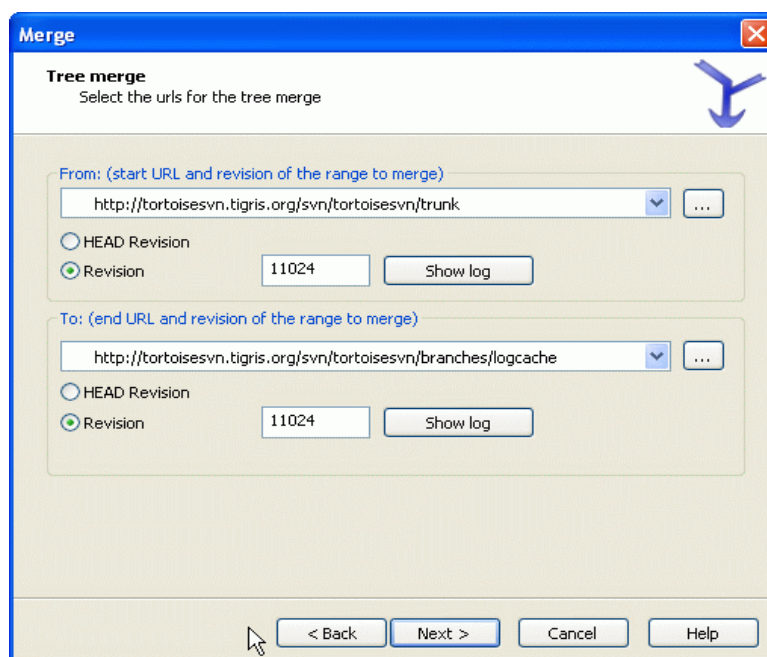 Merge
Tree merge
Select the urls for the tree merge
From: (start URL and revision of the range to merge)
http://tortoisesvn.tigris.org/svn/tortoisesvn/trunk
...
HEAD Revision
Revision 11024 Show log
To: (end URL and revision of the range to merge)
http://tortoisesvn.tigris.org/svn/tortoisesvn/branches/logcache
...
HEAD Revision
Revision 11024 Show log
< Back Next > Cancel Help